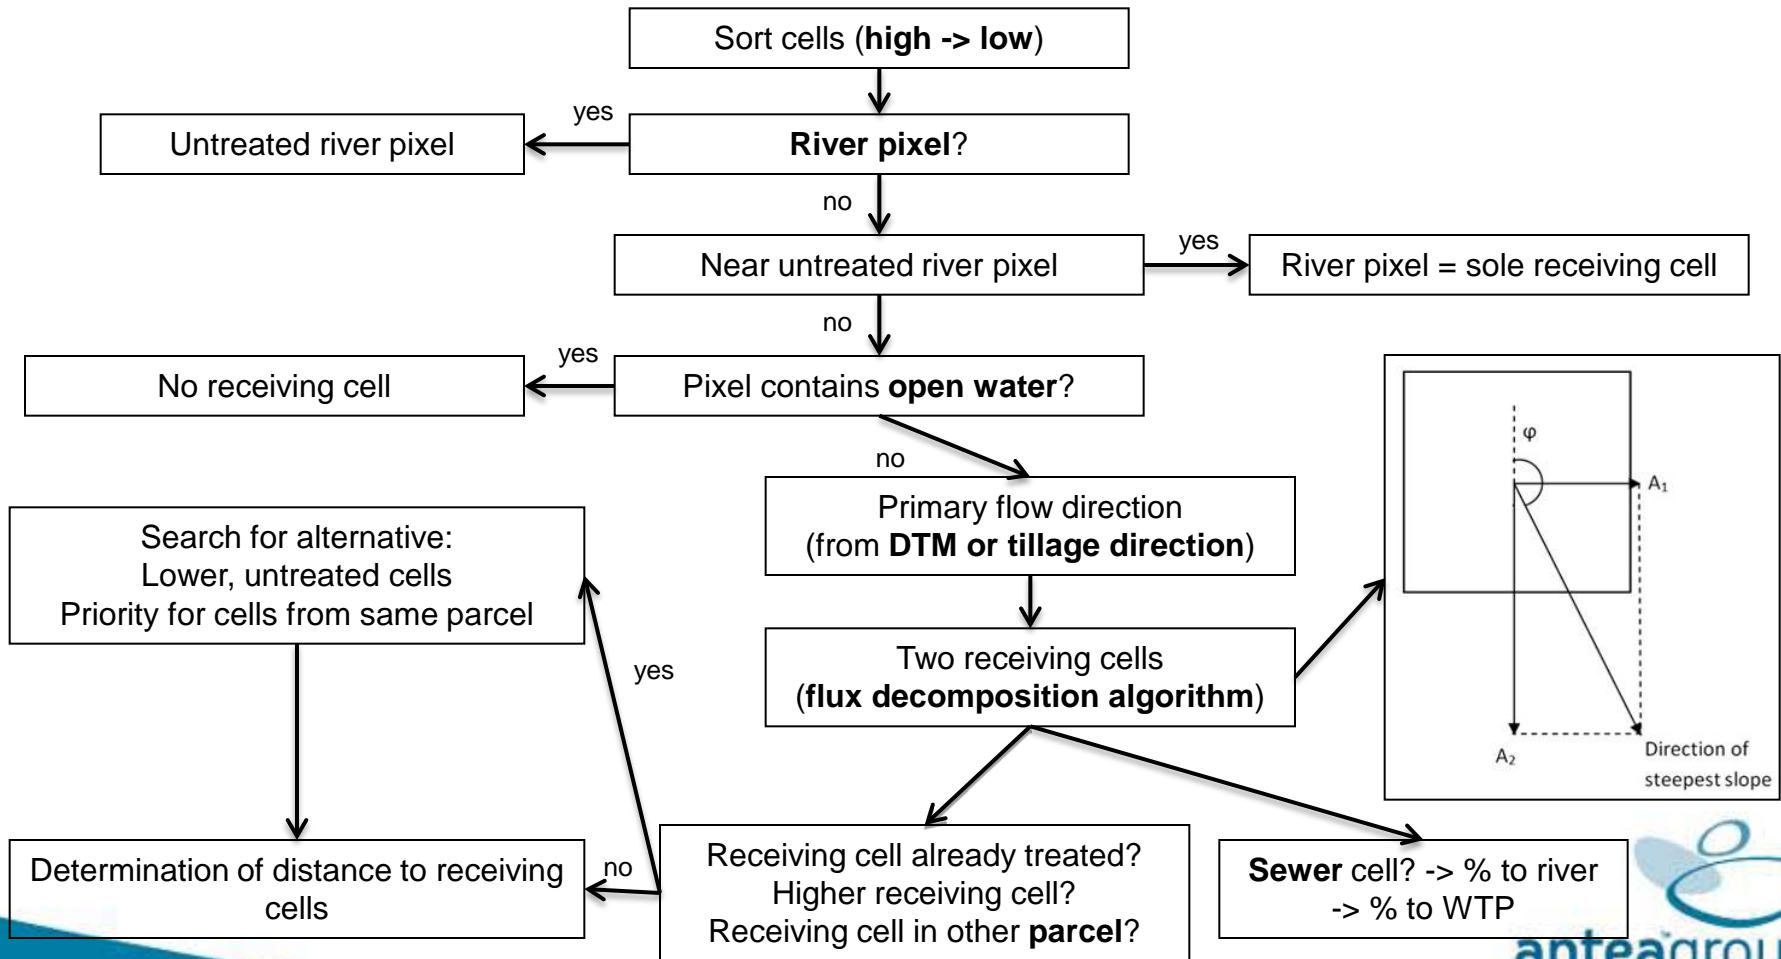 Sort cells (high -> low)
yes
Untreated river pixel
River pixel?
no
Near untreated river pixel
yes
River pixel = sole receiving cell
no
yes
No receiving cell
Pixel contains open water?
no
φ
A₁
A₂
Direction of
steepest slope
Primary flow direction
(from DTM or tillage direction)
Search for alternative:
Lower, untreated cells
Priority for cells from same parcel
Two receiving cells
(flux decomposition algorithm)
yes
no
Determination of distance to receiving
cells
Receiving cell already treated?
Higher receiving cell?
Receiving cell in other parcel?
Sewer cell? -> % to river
-> % to WTP
anteagrou